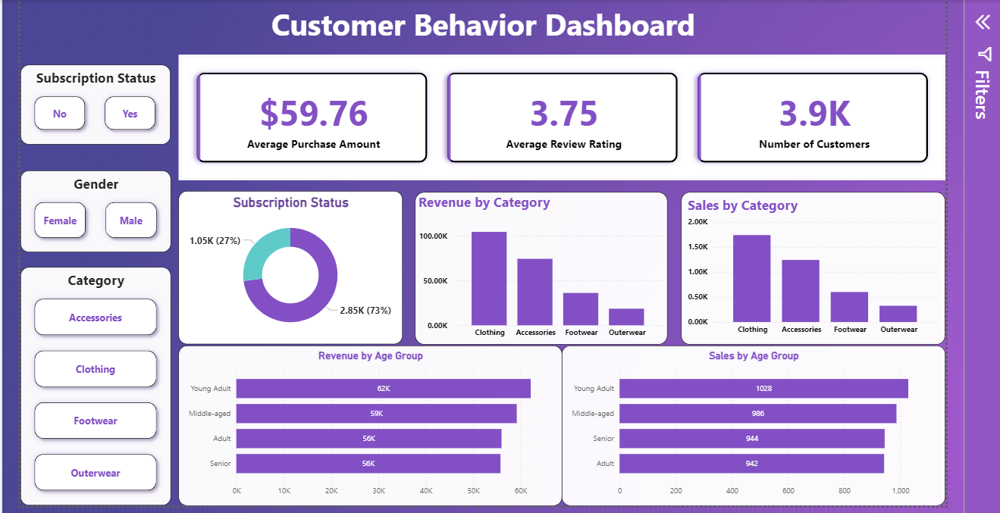 Customer Behavior Dashboard
Filters
Subscription Status
No
Yes
Gender
Female
Male
Category
Accessories
Clothing
Footwear
Outerwear
$59.76
Average Purchase Amount
3.75
Average Review Rating
3.9K
Number of Customers
Subscription Status
1.05K (27%)
2.85K (73%)
Revenue by Category
100.00K
50.00K
0.00K
Clothing Accessories Footwear Outerwear
Sales by Category
2.00K
1.50K
1.00K
0.50K
0.00K
Clothing Accessories Footwear Outerwear
Revenue by Age Group
Young Adult 62K
Middle-aged 59K
Adult 56K
Senior 56K
0K 10K 20K 30K 40K 50K 60K
Sales by Age Group
Young Adult 1028
Middle-aged 986
Senior 944
Adult 942
0 200 400 600 800 1,000